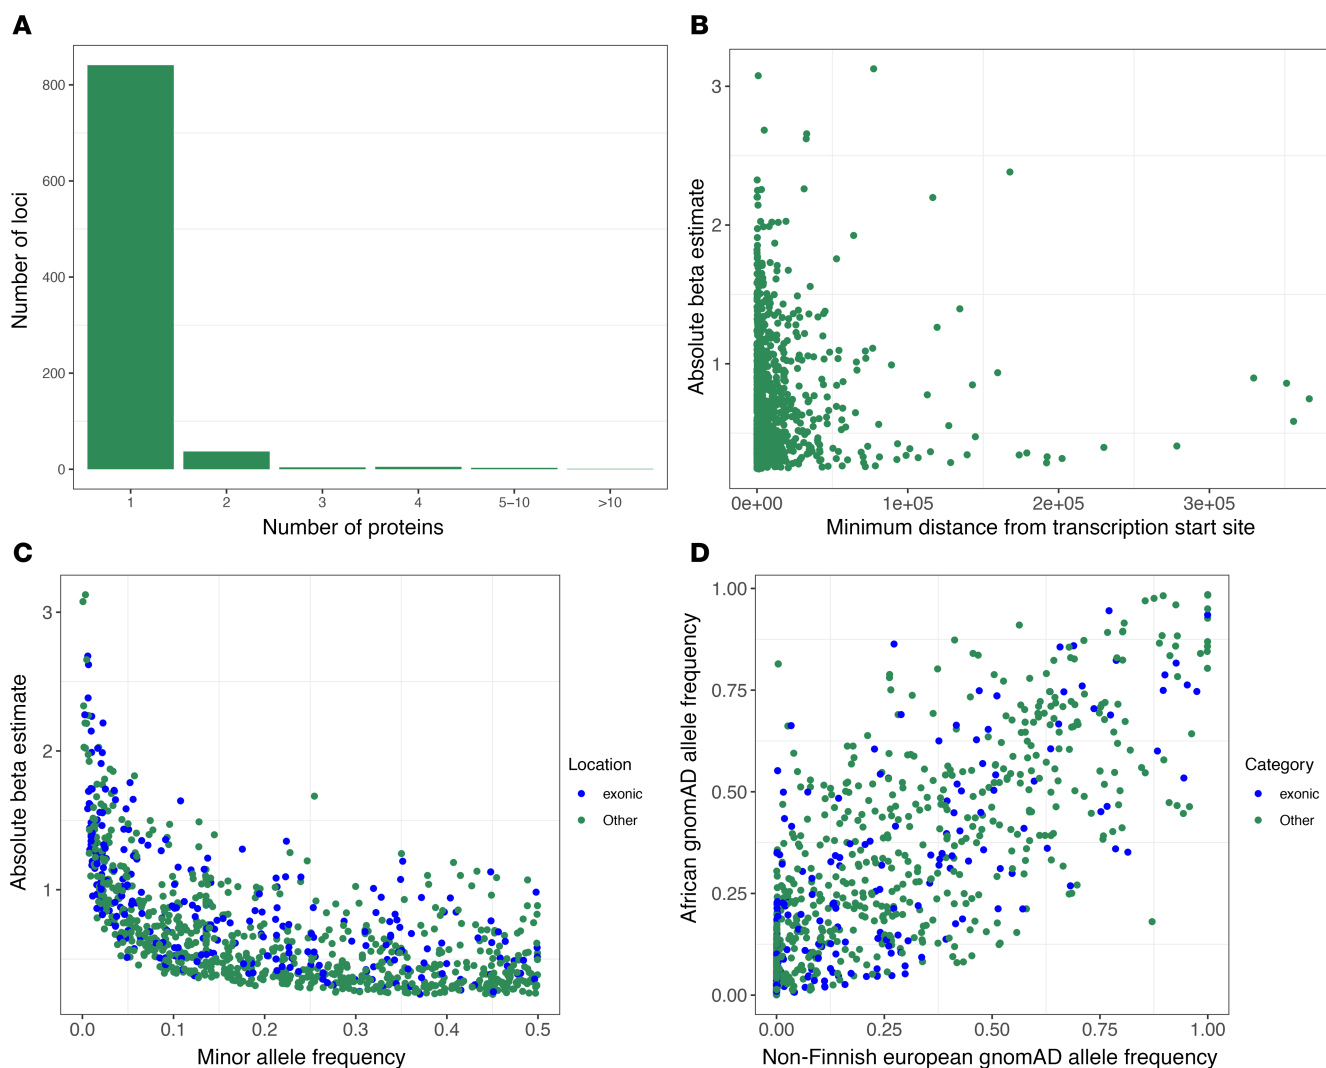 A
Number of loci
800
600
400
200
0
1 2 3 4 5−10 >10
Number of proteins
B
Absolute beta estimate
3
2
1
0e+00 1e+05 2e+05 3e+05
Minimum distance from transcription start site
C
Absolute beta estimate
3
2
1
0.0 0.1 0.2 0.3 0.4 0.5
Minor allele frequency
Location
exonic
Other
D
African gnomAD allele frequency
1.00
0.75
0.50
0.25
0.00
0.00 0.25 0.50 0.75 1.00
Non-Finnish european gnomAD allele frequency
Category
exonic
Other